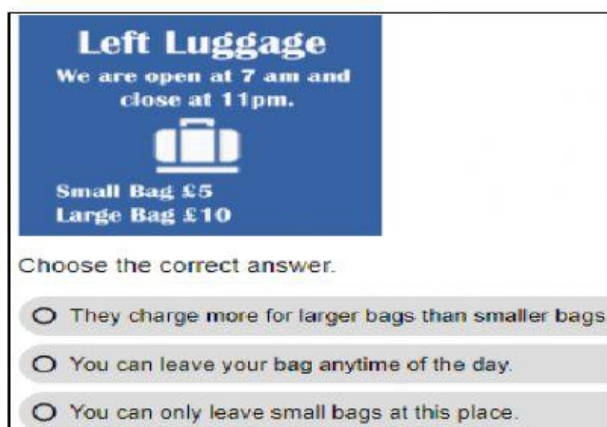 Left Luggage
We are open at 7 am and
close at 11pm.
Small Bag £5
Large Bag £10
Choose the correct answer.
They charge more for larger bags than smaller bags
You can leave your bag anytime of the day.
You can only leave small bags at this place.